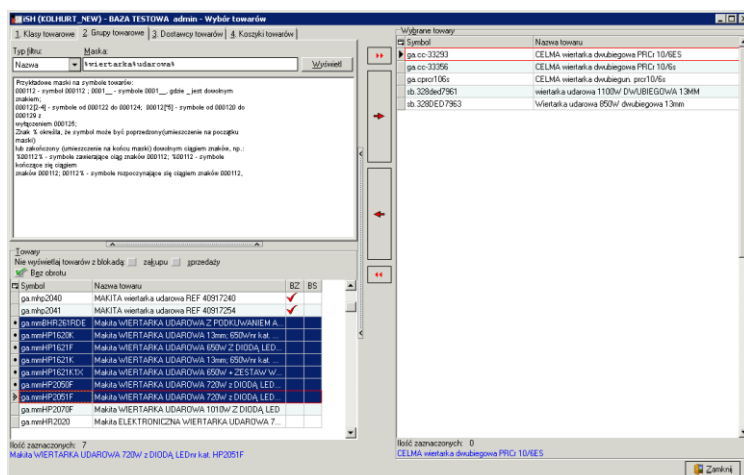 iSH (KOLHURT_NEW) - BAZA TESTOWA admin - Wybór towarów
1. Klasy towarowe
2. Grupy towarowe
3. Dostawcy towarów
4. Koszyki towarów
Typ filtru:
Maska:
Nazwa
%wiertarka%udarowa%
Wyświetl
Przykładowe maski na symbole towarów:
000112 - symbol 000112 ; 0001__ - symbole 0001__, gdzie _ jest dowolnym
znakiem;
00012[2-4] - symbole od 000122 do 000124; 00012[^5] - symbole od 000120 do
000129 z
wyłączeniem 000125;
Znak % określa, że symbol może być poprzedzony(umieszczenie na początku
maski)
lub zakończony (umieszczenie na końcu maski) dowolnym ciągiem znaków, np.:
%00112% - symbole zawierające ciąg znaków 000112; %00112 - symbole
kończące się ciągiem
znaków 000112; 00112% - symbole rozpoczynające się ciągiem znaków 000112,
Towary
Nie wyświetlaj towarów z blokadą:
zakupu
sprzedaży
Bez obrotu
Symbol
Nazwa towaru
BZ
BS
ga.mhp2040 MAKITA wiertarka udarowa REF 40917240
ga.mhp2041 MAKITA wiertarka udarowa REF 40917254
ga.mmBHR261RDE Makita WIERTARKA UDAROWA Z PODKUWANIEM A...
ga.mmHP1620K Makita WIERTARKA UDAROWA 13mm; 650Wnr kat. ...
ga.mmHP1621F Makita WIERTARKA UDAROWA 650W Z DIODĄ LED...
ga.mmHP1621K Makita WIERTARKA UDAROWA 13mm; 650Wnr kat. ...
ga.mmHP1621K1X Makita WIERTARKA UDAROWA 650W + ZESTAW W...
ga.mmHP2050F Makita WIERTARKA UDAROWA 720W z DIODĄ LED...
ga.mmHP2051F Makita WIERTARKA UDAROWA 720W z DIODĄ LED...
ga.mmHP2070F Makita WIERTARKA UDAROWA 1010W Z DIODĄ LED
ga.mmHR2020 Makita ELEKTRONICZNA WIERTARKA UDAROWA 7...
Ilość zaznaczonych: 7
Makita WIERTARKA UDAROWA 720W z DIODĄ LEDnr kat. HP2051F
Wybrane towary
Symbol
Nazwa towaru
ga.cc-33293 CELMA wiertarka dwubiegowa PRCr 10/6ES
ga.cc-33356 CELMA wiertarka dwubiegowa PRCr 10/6s
ga.cprcr106s CELMA wiertarka dwubiegun. prcr10/6s
sb.328ded7961 wiertarka udarowa 1100W DWUBIEGOWA 13MM
sb.328DED7963 Wiertarka udarowa 850W dwubiegowa 13mm
Ilość zaznaczonych: 0
CELMA wiertarka dwubiegowa PRCr 10/6ES
Zamknij